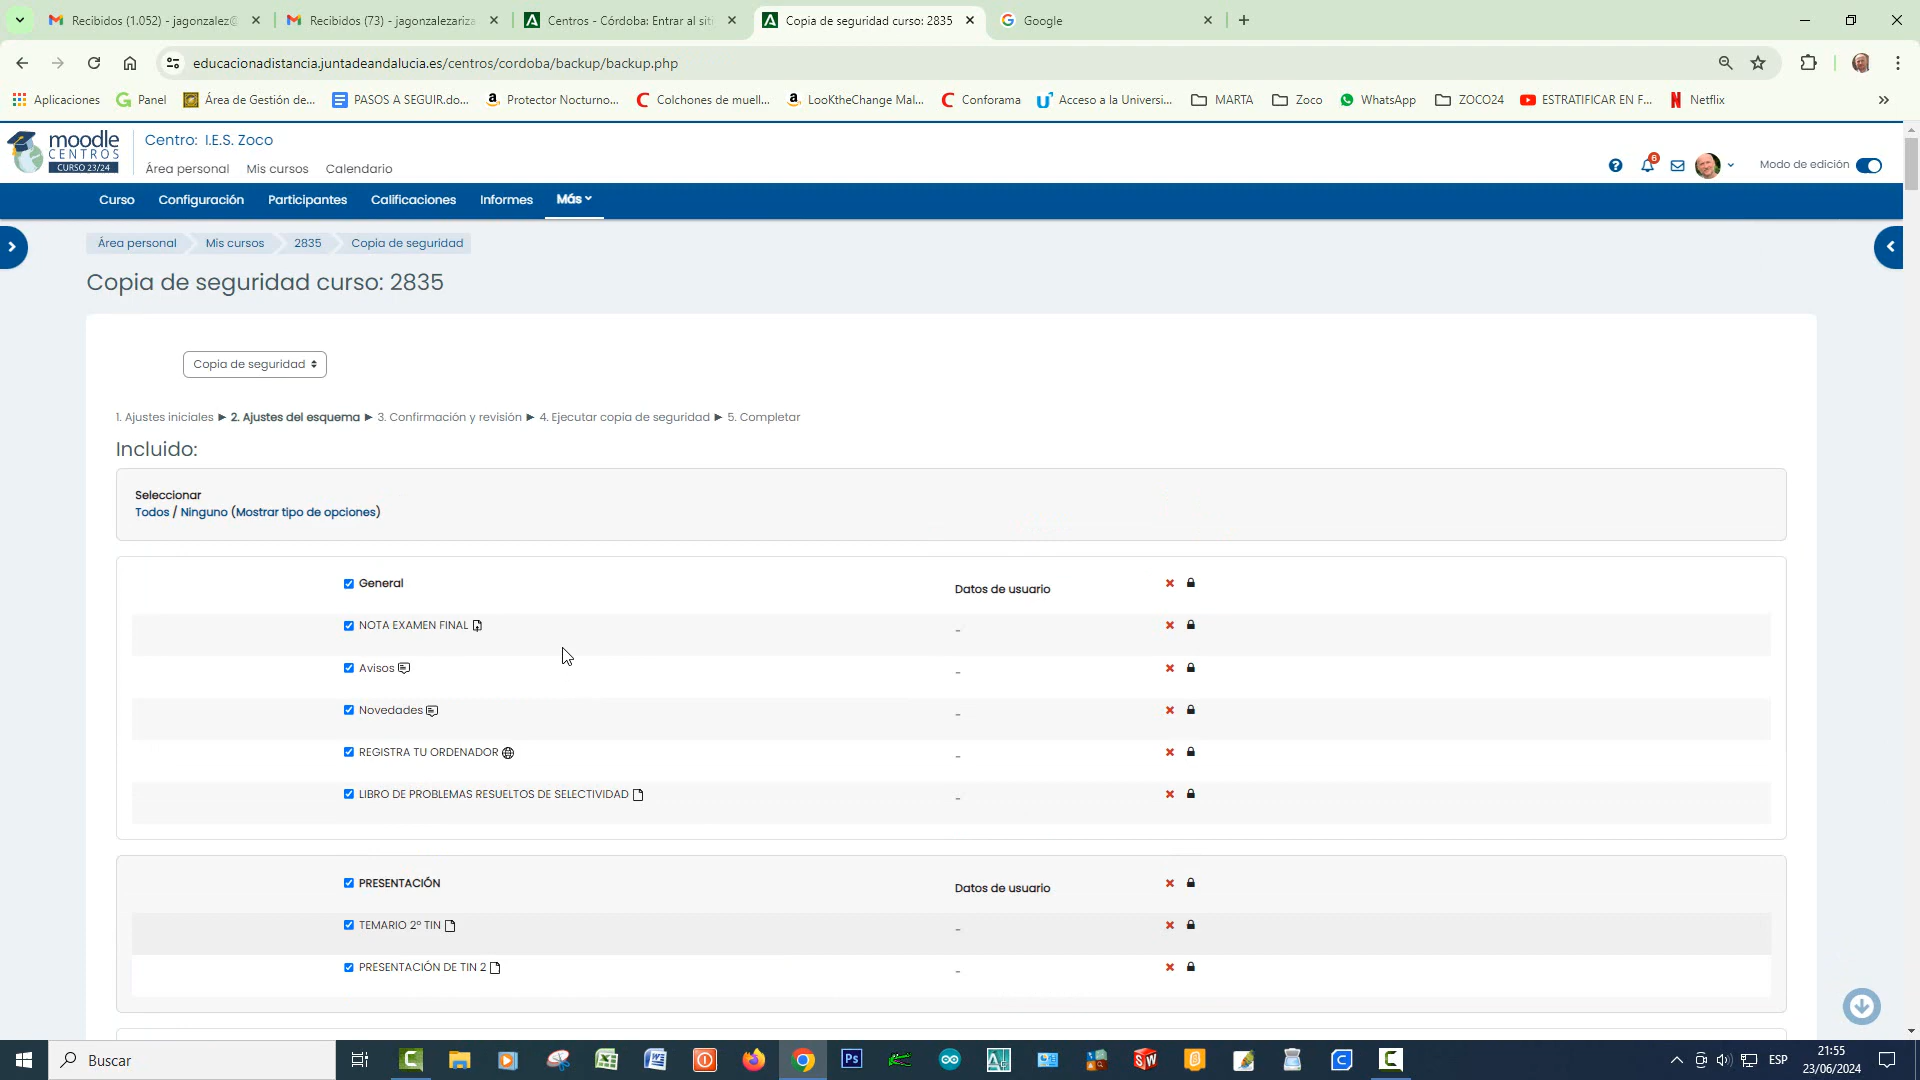 Recibidos (1.052) - jagonzalez@
Recibidos (73) - jagonzalezariza
Centros - Córdoba: Entrar al siti
Copia de seguridad curso: 2835
Google
educacionadistancia.juntadeandalucia.es/centros/cordoba/backup/backup.php
Aplicaciones
Panel
Área de Gestión de...
PASOS A SEGUIR.do...
Protector Nocturno...
Colchones de muell...
LooKtheChange Mal...
Conforama
Acceso a la Universi...
MARTA
Zoco
WhatsApp
ZOCO24
ESTRATIFICAR EN F...
Netflix
moodle
CENTROS
CURSO 23/24
Centro: I.E.S. Zoco
Área personal Mis cursos Calendario
6
Modo de edición
Curso Configuración Participantes Calificaciones Informes Más
Área personal Mis cursos 2835 Copia de seguridad
Copia de seguridad curso: 2835
Copia de seguridad
1. Ajustes iniciales ► 2. Ajustes del esquema ► 3. Confirmación y revisión ► 4. Ejecutar copia de seguridad ► 5. Completar
Incluido:
Seleccionar
Todos / Ninguno (Mostrar tipo de opciones)
General Datos de usuario
NOTA EXAMEN FINAL -
Avisos -
Novedades -
REGISTRA TU ORDENADOR -
LIBRO DE PROBLEMAS RESUELTOS DE SELECTIVIDAD -
PRESENTACIÓN Datos de usuario
TEMARIO 2º TIN -
PRESENTACIÓN DE TIN 2 -
Buscar
ESP
21:55
23/06/2024